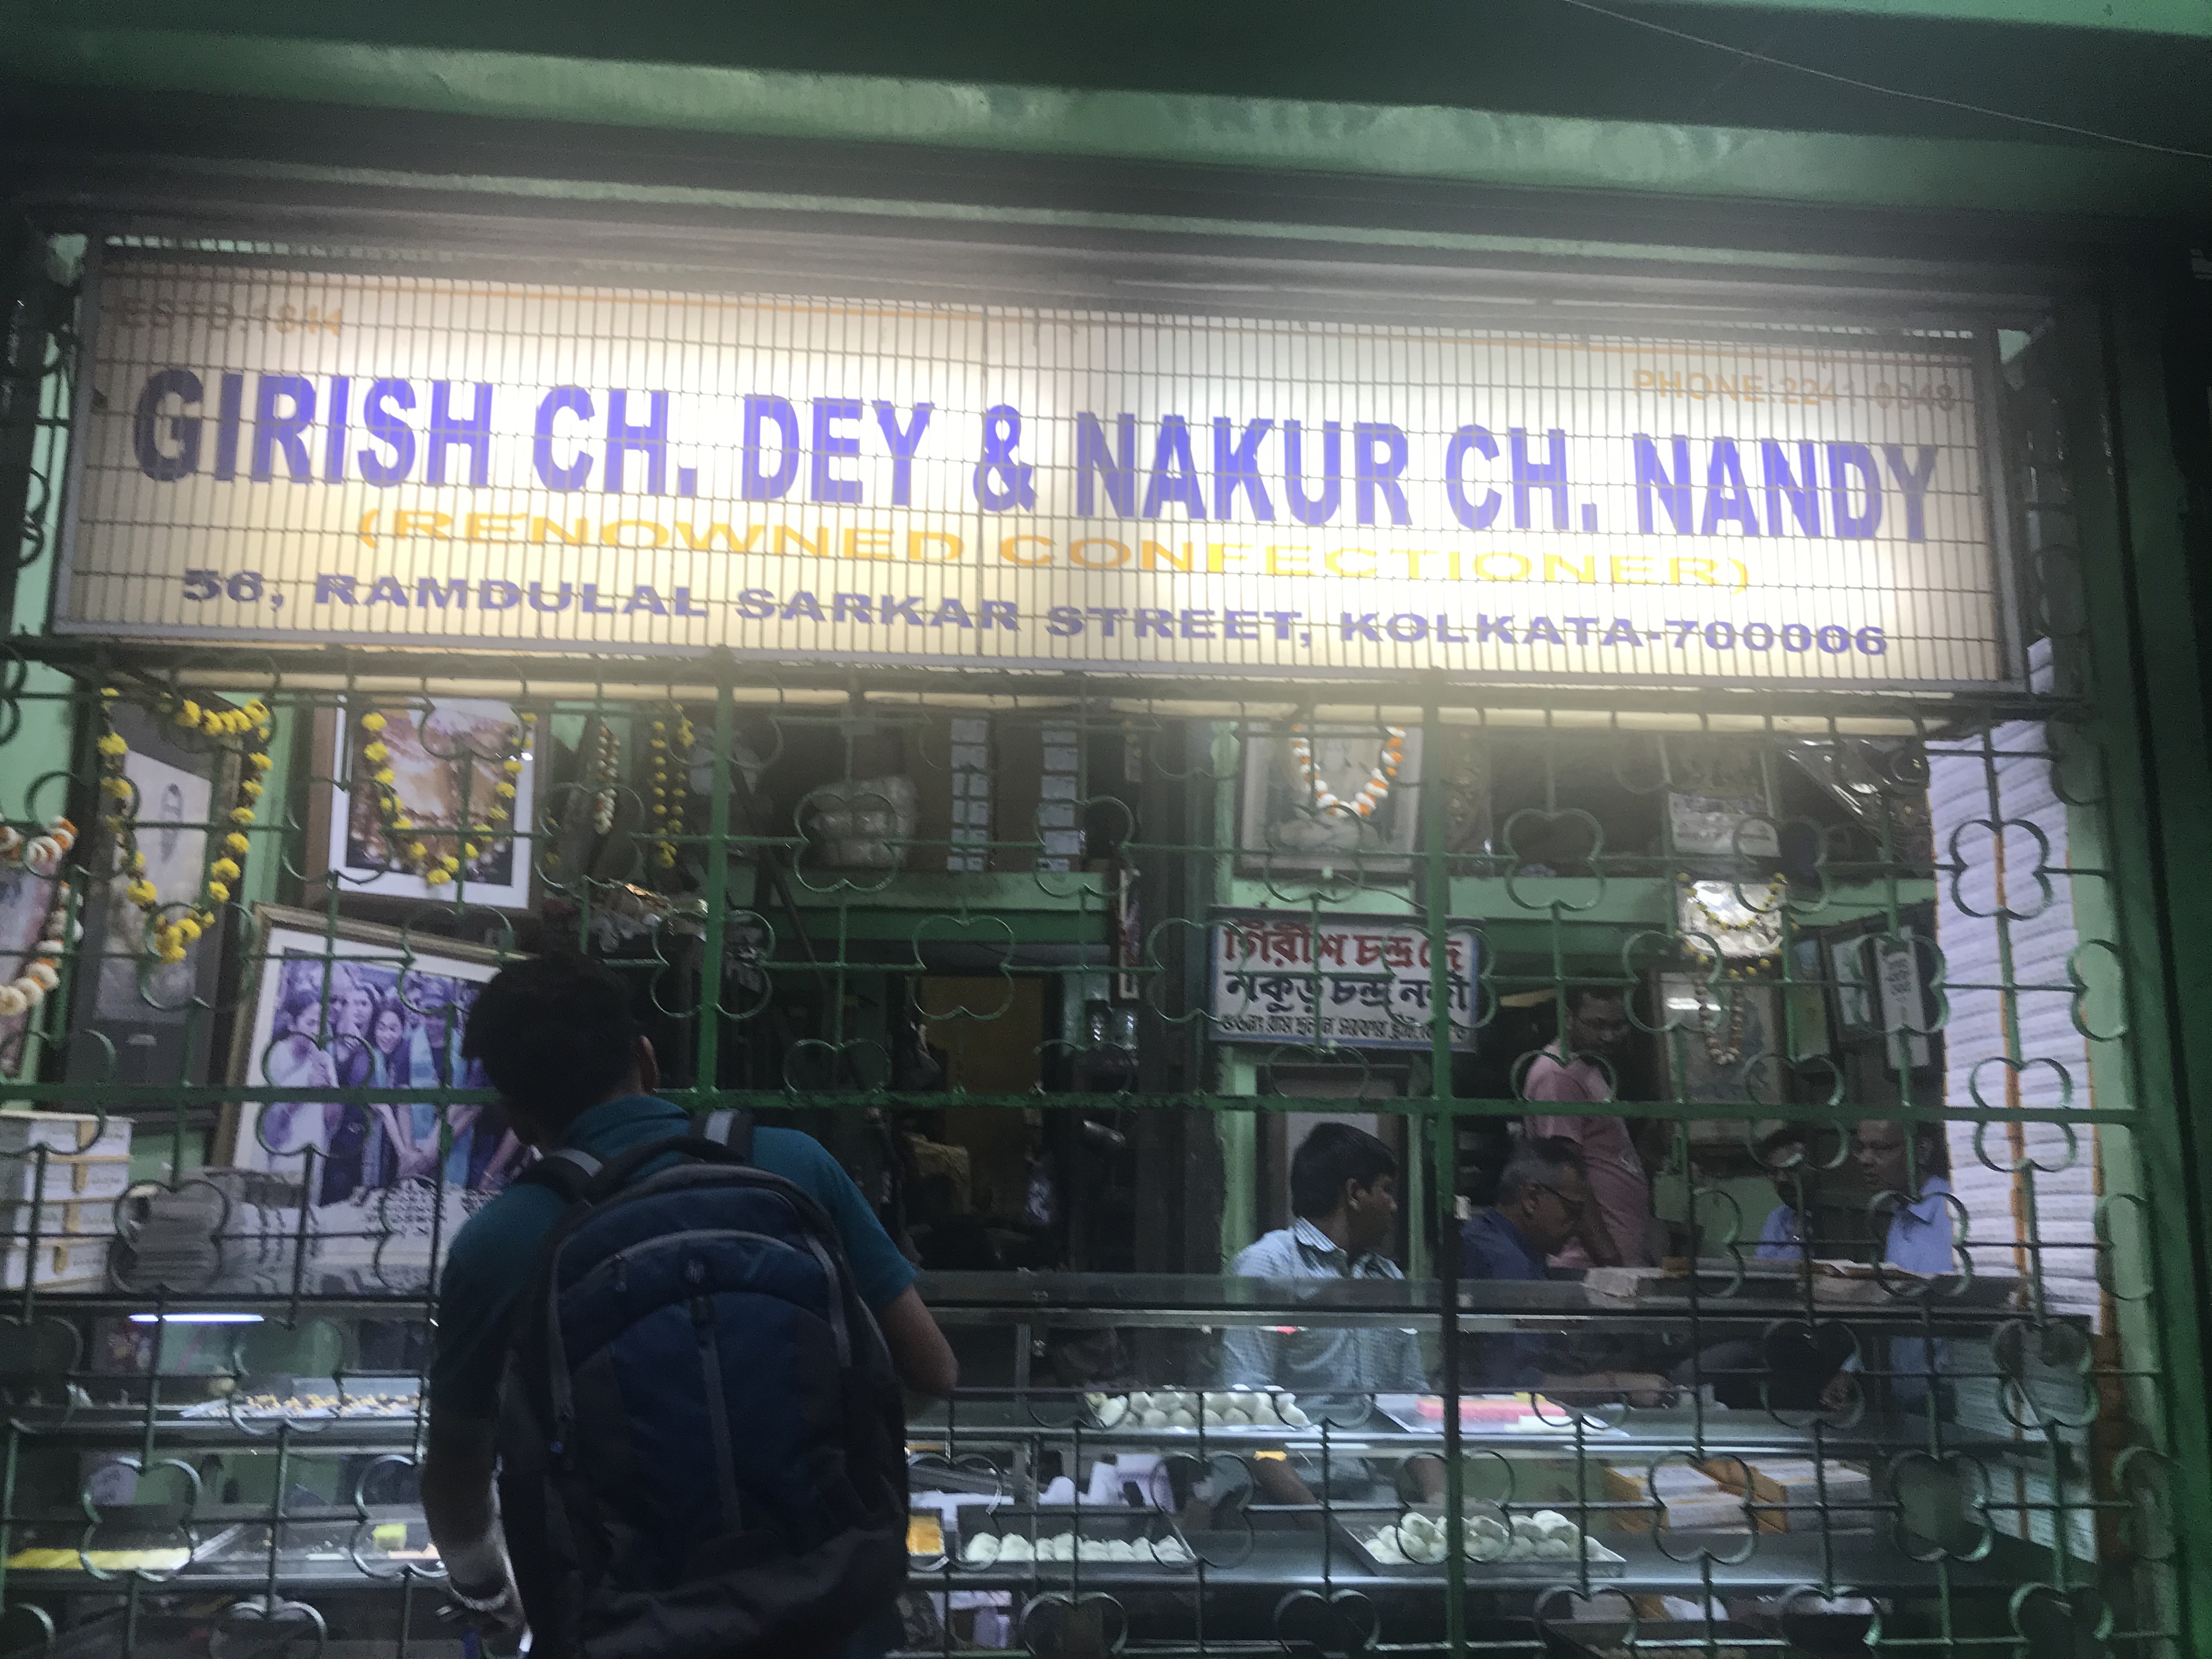 ESTD.1844
PHONE:2241-0048
GIRISH CH. DEY & NAKUR CH. NANDY
(RENOWNED CONFECTIONER)
56, RAMDULAL SARKAR STREET, KOLKATA-700006
গিরীশ চন্দ্র দে
নকুড় চন্দ্র নন্দী